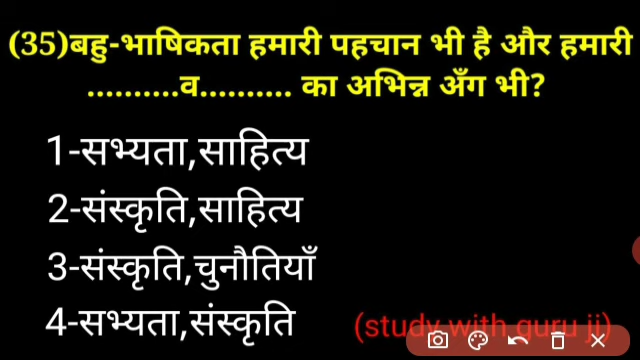 (35)बहु-भाषिकता हमारी पहचान भी है और हमारी
..........व.......... का अभिन्न अँग भी?
1-सभ्यता,साहित्य
2-संस्कृति,साहित्य
3-संस्कृति,चुनौतियाँ
4-सभ्यता,संस्कृति
(study with guru ji)